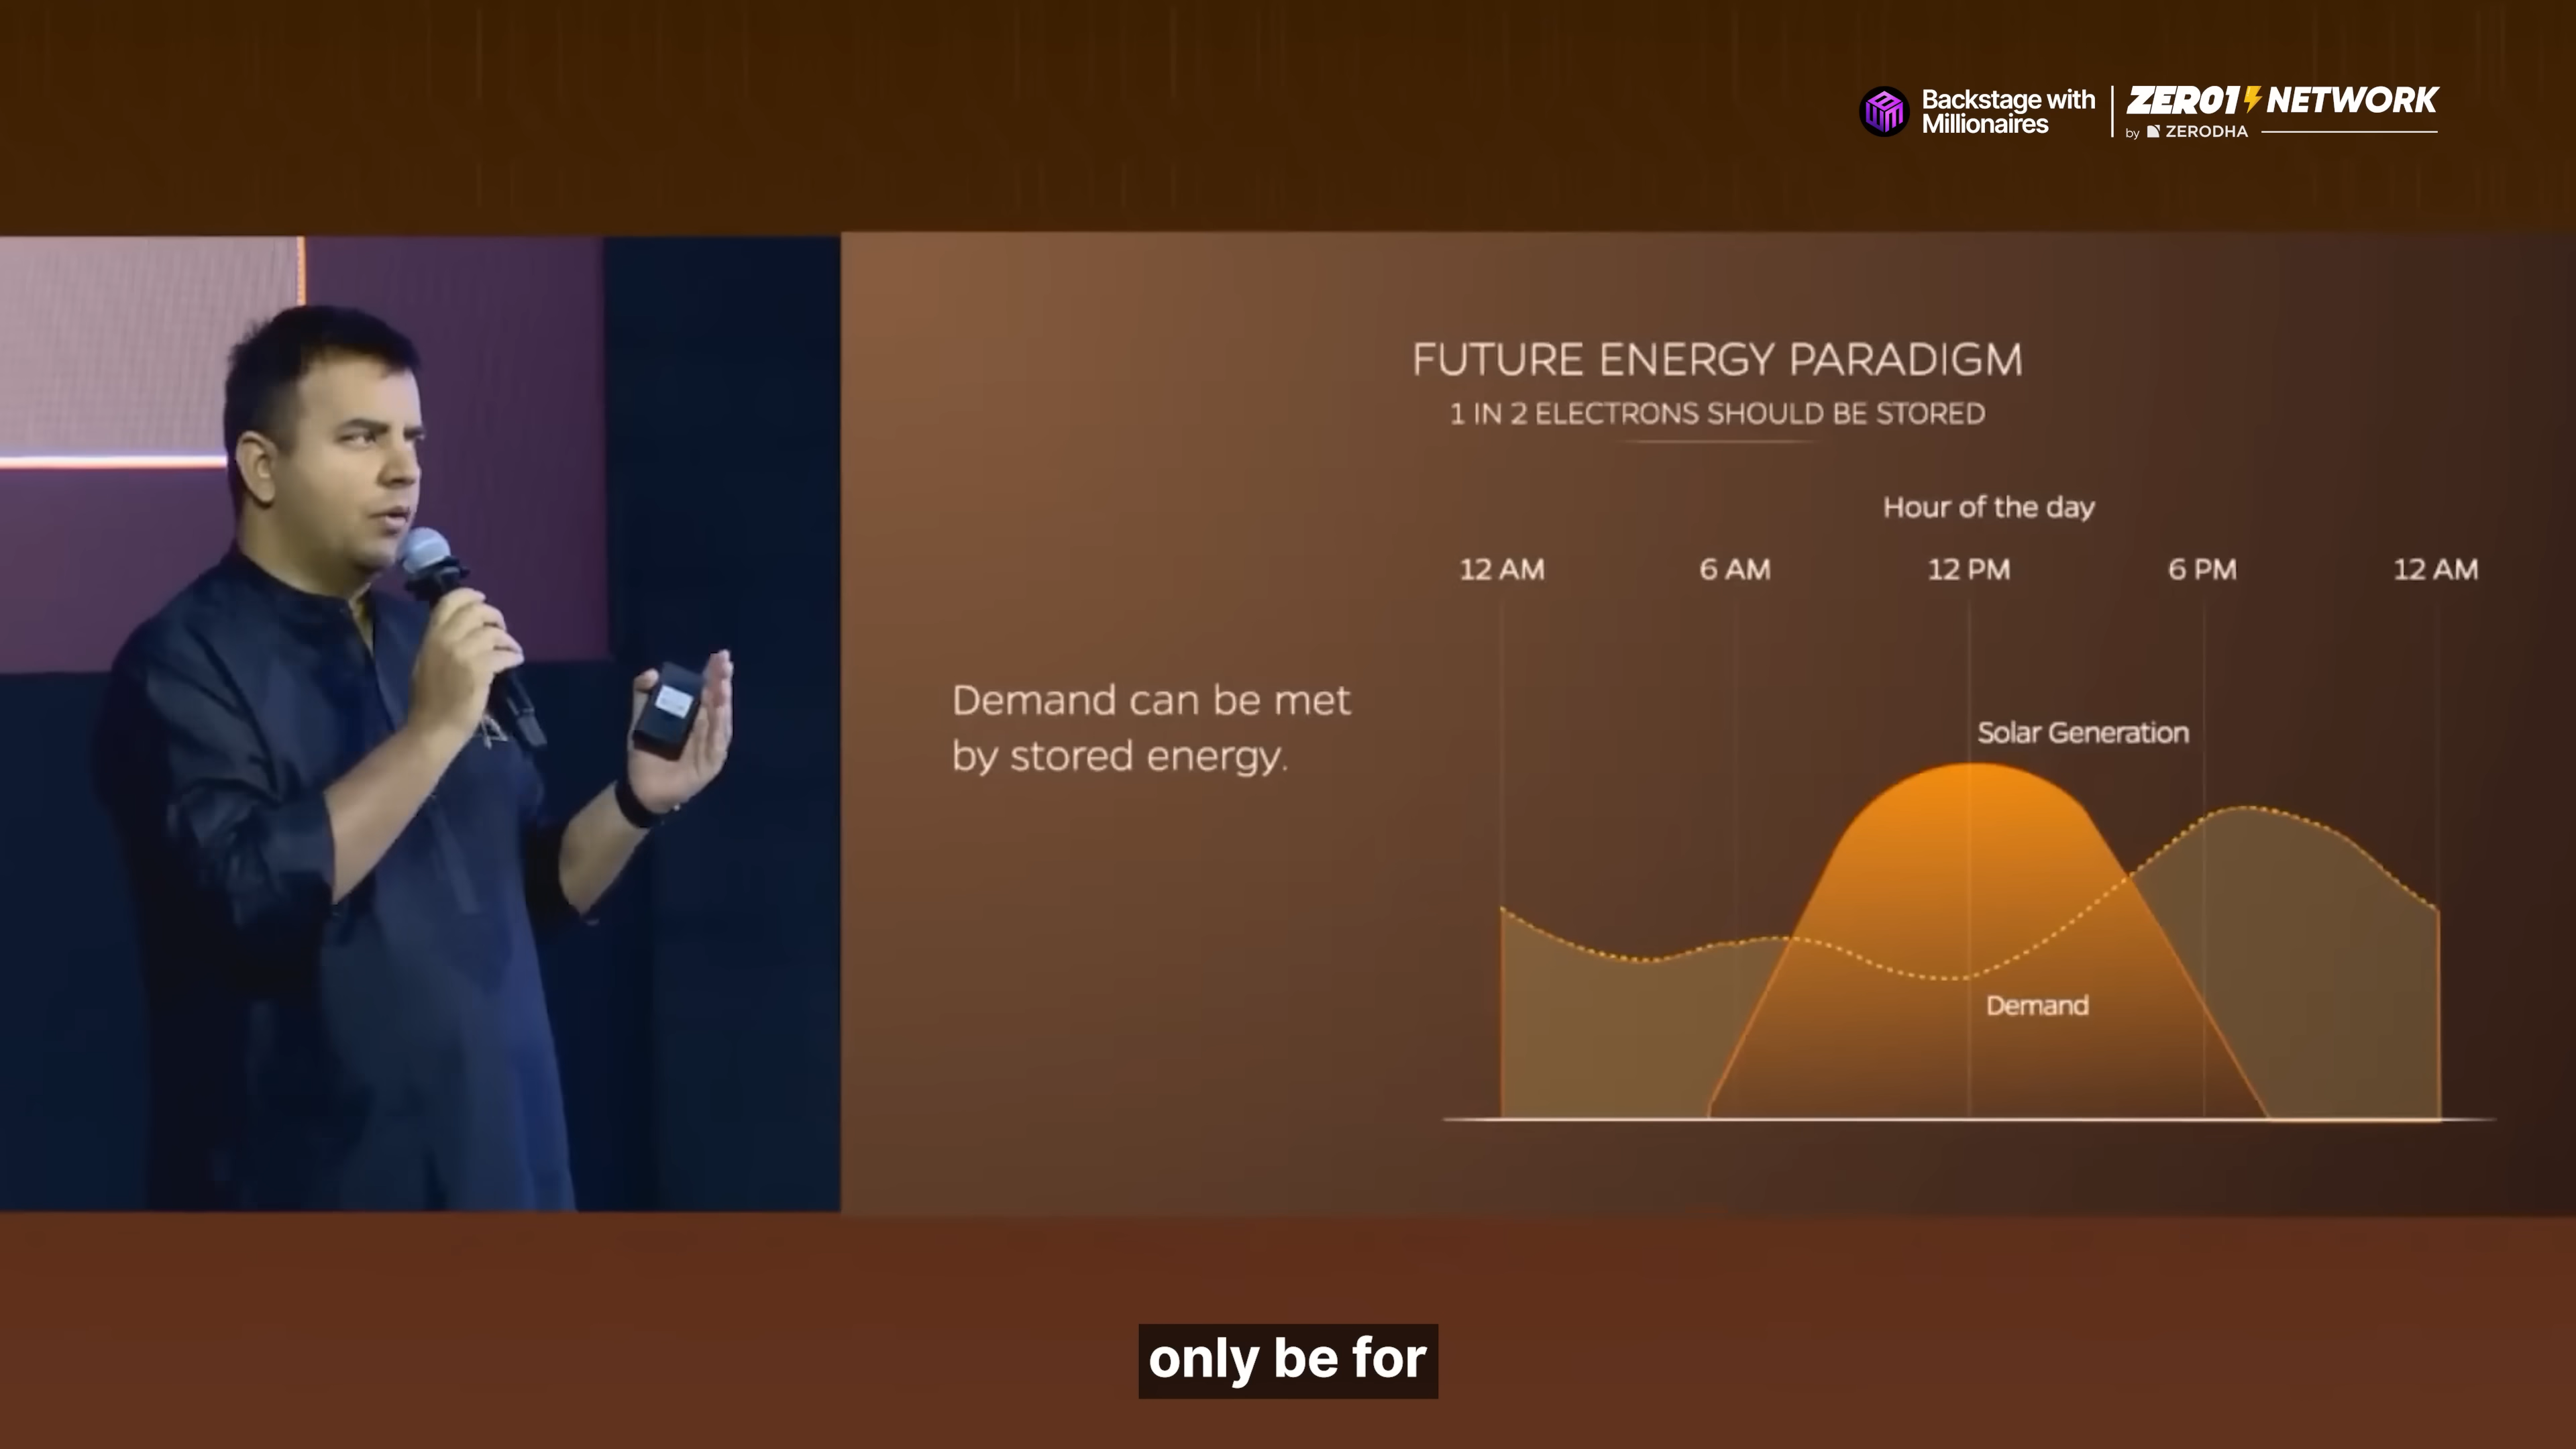 Backstage with
Millionaires
ZERO1 NETWORK
by ZERODHA
FUTURE ENERGY PARADIGM
1 IN 2 ELECTRONS SHOULD BE STORED
Hour of the day
12 AM 6 AM 12 PM 6 PM 12 AM
Demand can be met
by stored energy.
Solar Generation
Demand
only be for